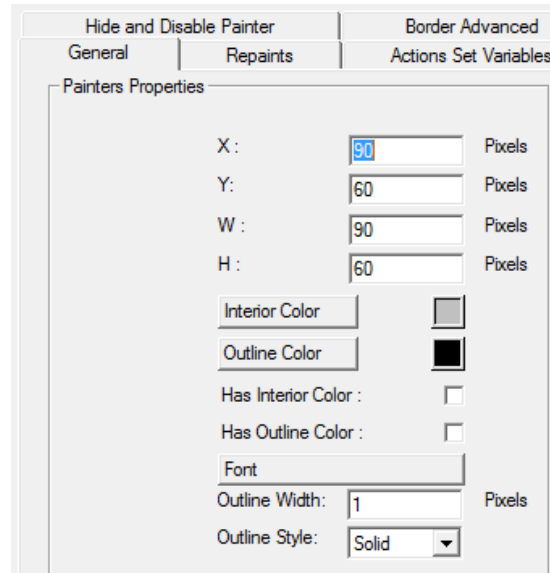 Hide and Disable Painter Border Advanced
General Repaints Actions Set Variables
Painters Properties
X : 90 Pixels
Y: 60 Pixels
W : 90 Pixels
H : 60 Pixels
Interior Color
Outline Color
Has Interior Color :
Has Outline Color :
Font
Outline Width: 1 Pixels
Outline Style: Solid